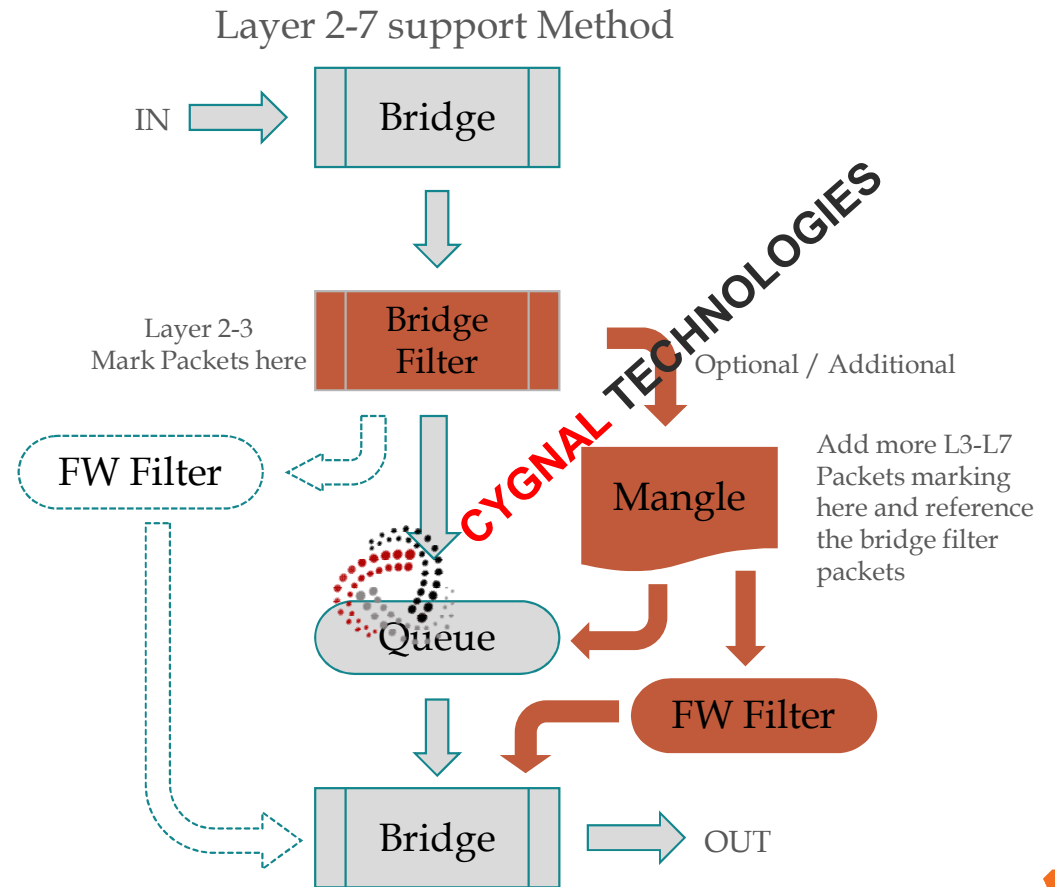 Layer 2-7 support Method
IN
Bridge
Layer 2-3
Mark Packets here
Bridge
Filter
Optional / Additional
FW Filter
Mangle
Add more L3-L7
Packets marking
here and reference
the bridge filter
packets
CYGNAL TECHNOLOGIES
Queue
FW Filter
Bridge
OUT